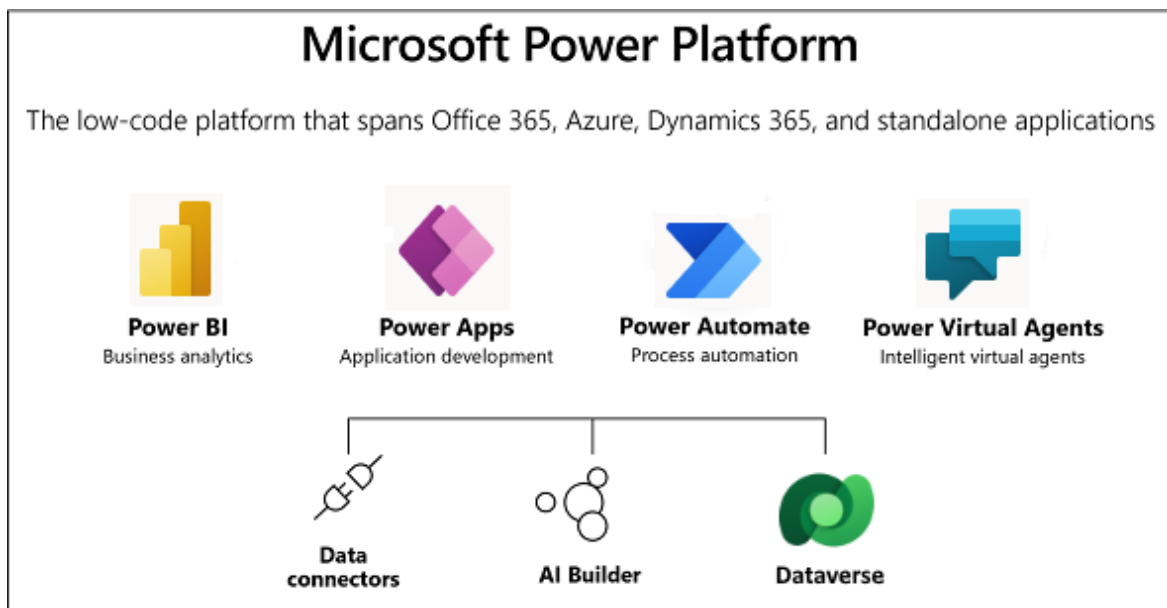 Microsoft Power Platform
The low-code platform that spans Office 365, Azure, Dynamics 365, and standalone applications
Power BI
Business analytics
Power Apps
Application development
Power Automate
Process automation
Power Virtual Agents
Intelligent virtual agents
Data
connectors
AI Builder
Dataverse